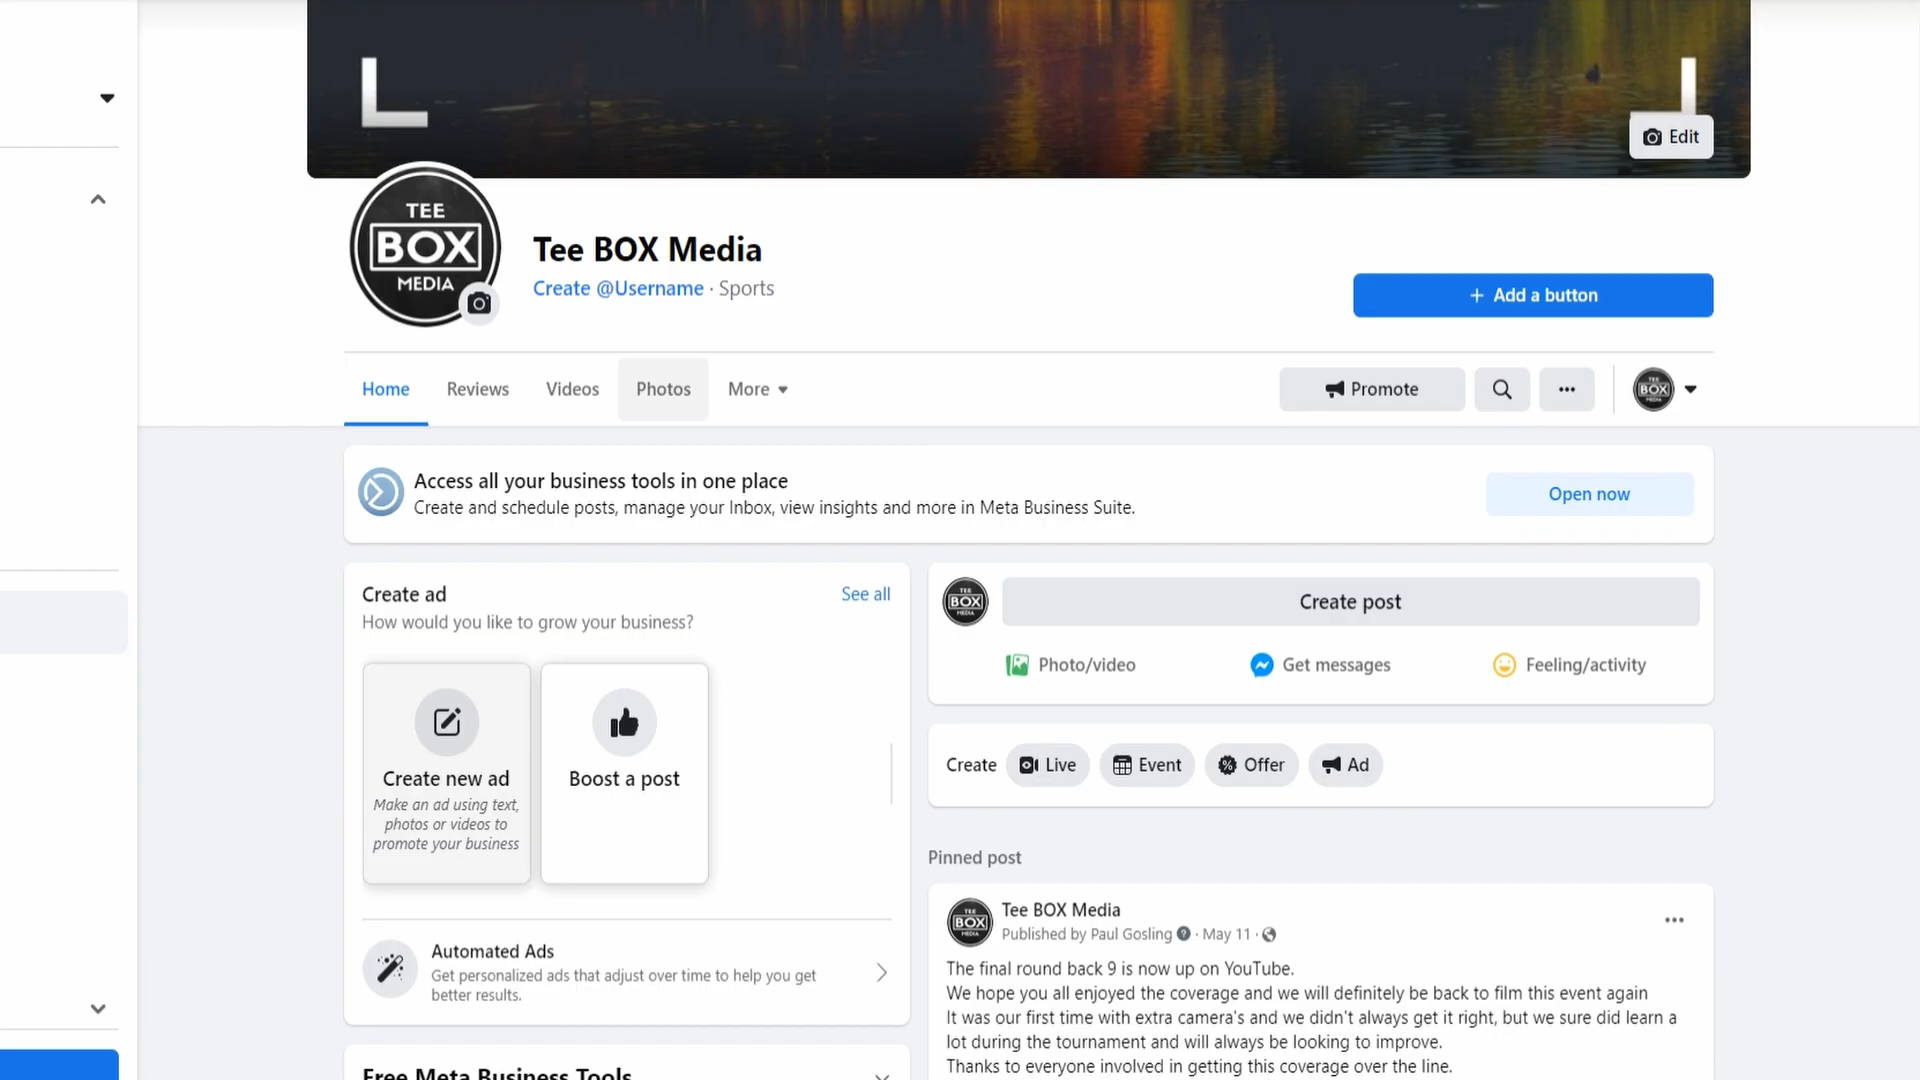 Edit
TEE
BOX
MEDIA
Tee BOX Media
Create @Username · Sports
+ Add a button
Home
Reviews
Videos
Photos
More
Promote
TEE
BOX
MEDIA
Access all your business tools in one place
Create and schedule posts, manage your Inbox, view insights and more in Meta Business Suite.
Open now
Create ad
See all
How would you like to grow your business?
Create new ad
Make an ad using text,
photos or videos to
promote your business
Boost a post
Automated Ads
Get personalized ads that adjust over time to help you get
better results.
Free Meta Business Tools
TEE
BOX
MEDIA
Create post
Photo/video
Get messages
Feeling/activity
Create
Live
Event
Offer
Ad
Pinned post
TEE
BOX
MEDIA
Tee BOX Media
Published by Paul Gosling · May 11 ·
The final round back 9 is now up on YouTube.
We hope you all enjoyed the coverage and we will definitely be back to film this event again
It was our first time with extra camera's and we didn't always get it right, but we sure did learn a
lot during the tournament and will always be looking to improve.
Thanks to everyone involved in getting this coverage over the line.